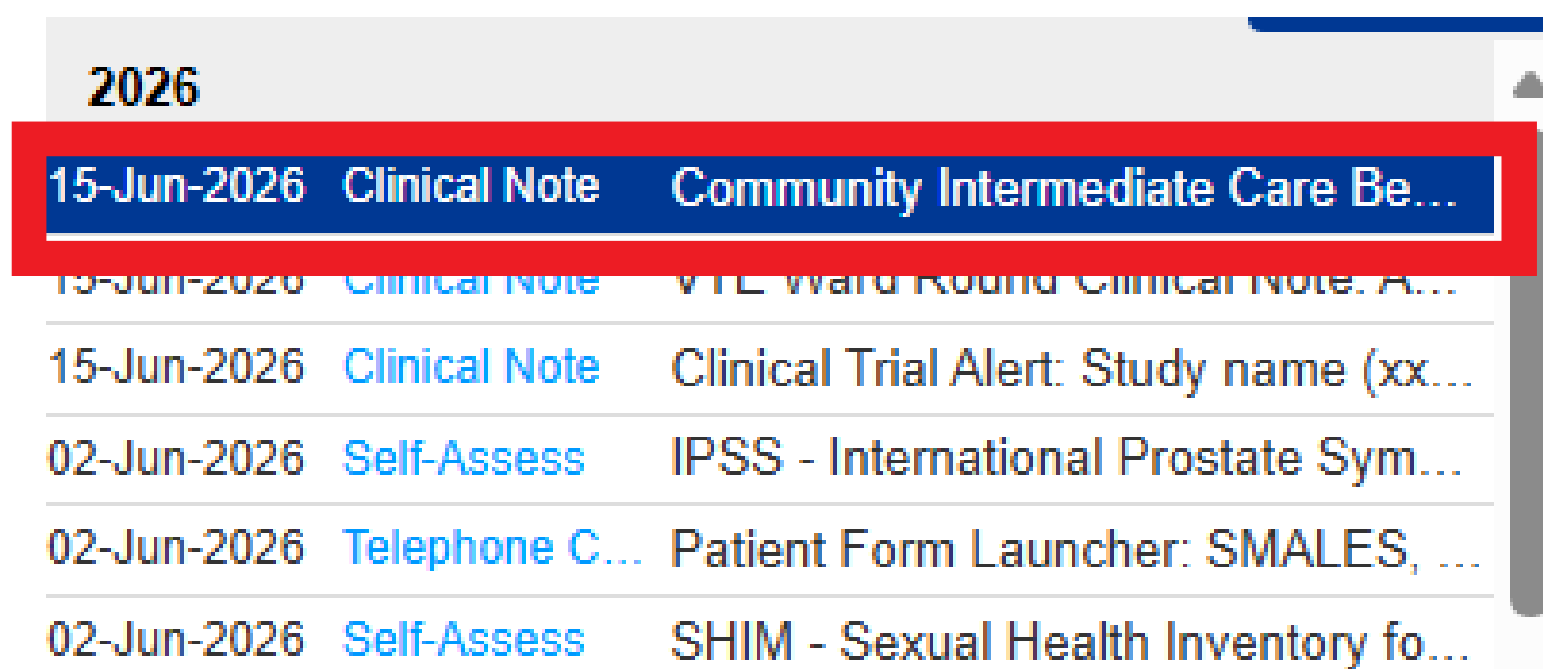 2026
15-Jun-2026 Clinical Note Community Intermediate Care Be...
15-Jun-2026 Clinical Note VTE Ward Round Clinical Note: A...
15-Jun-2026 Clinical Note Clinical Trial Alert: Study name (xx...
02-Jun-2026 Self-Assess IPSS - International Prostate Sym...
02-Jun-2026 Telephone C... Patient Form Launcher: SMALES, ...
02-Jun-2026 Self-Assess SHIM - Sexual Health Inventory fo...